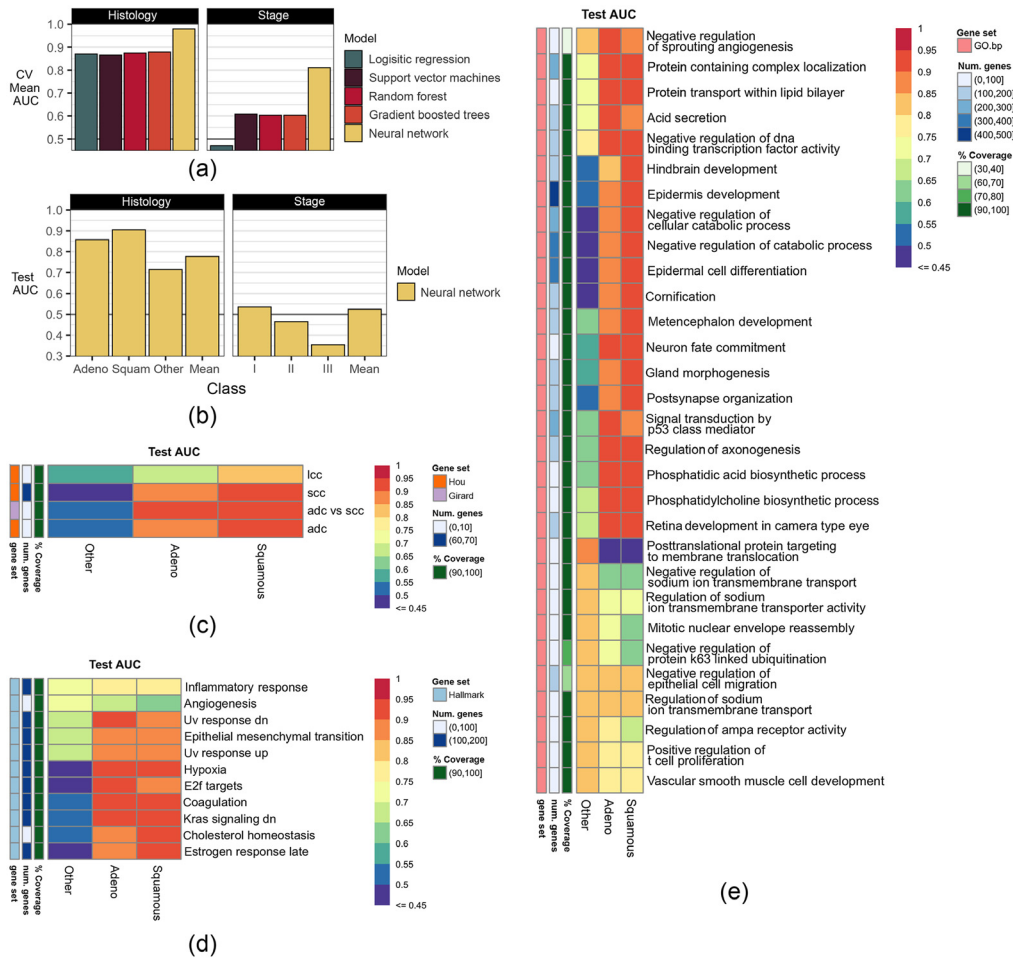 Histology
Stage
1.0
0.9
0.8
0.7
0.6
0.5
CV
Mean
AUC
Model
Logisitic regression
Support vector machines
Random forest
Gradient boosted trees
Neural network
(a)
Histology
Stage
1.0
0.9
0.8
0.7
0.6
0.5
0.4
0.3
Test
AUC
Adeno Squam Other Mean
I II III Mean
Class
Model
Neural network
(b)
Test AUC
lcc
scc
adc vs scc
adc
gene set
num. genes
% Coverage
Other
Adeno
Squamous
1
0.95
0.9
0.85
0.8
0.75
0.7
0.65
0.6
0.55
0.5
<= 0.45
Gene set
Hou
Girard
Num. genes
(0,10]
(60,70]
% Coverage
(90,100]
(c)
Test AUC
Inflammatory response
Angiogenesis
Uv response dn
Epithelial mesenchymal transition
Uv response up
Hypoxia
E2f targets
Coagulation
Kras signaling dn
Cholesterol homeostasis
Estrogen response late
gene set
num. genes
% Coverage
Other
Adeno
Squamous
1
0.95
0.9
0.85
0.8
0.75
0.7
0.65
0.6
0.55
0.5
<= 0.45
Gene set
Hallmark
Num. genes
(0,100]
(100,200]
% Coverage
(90,100]
(d)
Test AUC
Negative regulation
of sprouting angiogenesis
Protein containing complex localization
Protein transport within lipid bilayer
Acid secretion
Negative regulation of dna
binding transcription factor activity
Hindbrain development
Epidermis development
Negative regulation of
cellular catabolic process
Negative regulation of catabolic process
Epidermal cell differentiation
Cornification
Metencephalon development
Neuron fate commitment
Gland morphogenesis
Postsynapse organization
Signal transduction by
p53 class mediator
Regulation of axonogenesis
Phosphatidic acid biosynthetic process
Phosphatidylcholine biosynthetic process
Retina development in camera type eye
Posttranslational protein targeting
to membrane translocation
Negative regulation of
sodium ion transmembrane transport
Regulation of sodium
ion transmembrane transporter activity
Mitotic nuclear envelope reassembly
Negative regulation of
protein k63 linked ubiquitination
Negative regulation of
epithelial cell migration
Regulation of sodium
ion transmembrane transport
Regulation of ampa receptor activity
Positive regulation of
t cell proliferation
Vascular smooth muscle cell development
gene set
num. genes
% Coverage
Other
Adeno
Squamous
1
0.95
0.9
0.85
0.8
0.75
0.7
0.65
0.6
0.55
0.5
<= 0.45
Gene set
GO.bp
Num. genes
(0,100]
(100,200]
(200,300]
(300,400]
(400,500]
% Coverage
(30,40]
(60,70]
(70,80]
(90,100]
(e)